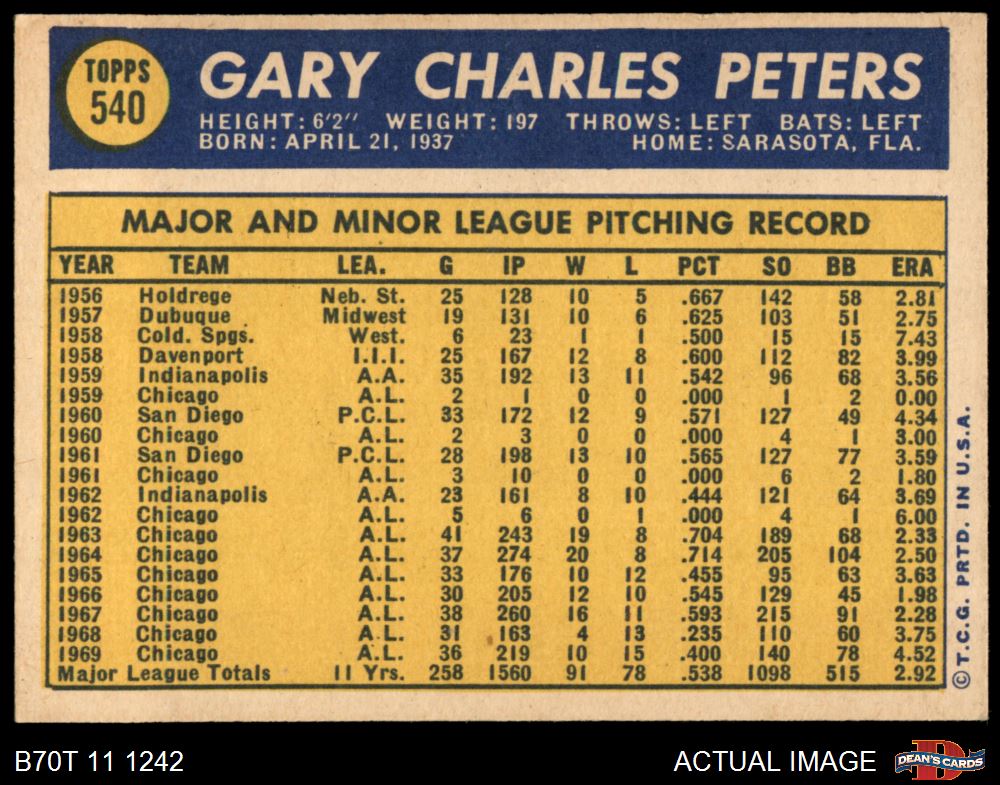 TOPPS
540
GARY CHARLES PETERS
HEIGHT: 6'2" WEIGHT: 197 THROWS: LEFT BATS: LEFT
BORN: APRIL 21, 1937 HOME: SARASOTA, FLA.
MAJOR AND MINOR LEAGUE PITCHING RECORD
YEAR TEAM LEA. G IP W L PCT SO BB ERA
1956 Holdrege Neb. St. 25 128 10 5 .667 142 58 2.81
1957 Dubuque Midwest 19 131 10 6 .625 103 51 2.75
1958 Cold. Spgs. West. 6 23 1 1 .500 15 15 7.43
1958 Davenport I.I.I. 25 167 12 8 .600 112 82 3.99
1959 Indianapolis A.A. 35 192 13 11 .542 96 68 3.56
1959 Chicago A.L. 2 1 0 0 .000 1 2 0.00
1960 San Diego P.C.L. 33 172 12 9 .571 127 49 4.34
1960 Chicago A.L. 2 3 0 0 .000 4 1 3.00
1961 San Diego P.C.L. 28 198 13 10 .565 127 77 3.59
1961 Chicago A.L. 3 10 0 0 .000 6 2 1.80
1962 Indianapolis A.A. 23 161 8 10 .444 121 64 3.69
1962 Chicago A.L. 5 6 0 1 .000 4 1 6.00
1963 Chicago A.L. 41 243 19 8 .704 189 68 2.33
1964 Chicago A.L. 37 274 20 8 .714 205 104 2.50
1965 Chicago A.L. 33 176 10 12 .455 95 63 3.63
1966 Chicago A.L. 30 205 12 10 .545 129 45 1.98
1967 Chicago A.L. 38 260 16 11 .593 215 91 2.28
1968 Chicago A.L. 31 163 4 13 .235 110 60 3.75
1969 Chicago A.L. 36 219 10 15 .400 140 78 4.52
Major League Totals 11 Yrs. 258 1560 91 78 .538 1098 515 2.92
©T.C.G. PRTD. IN U.S.A.
B70T 11 1242 ACTUAL IMAGE
DEAN'S CARDS